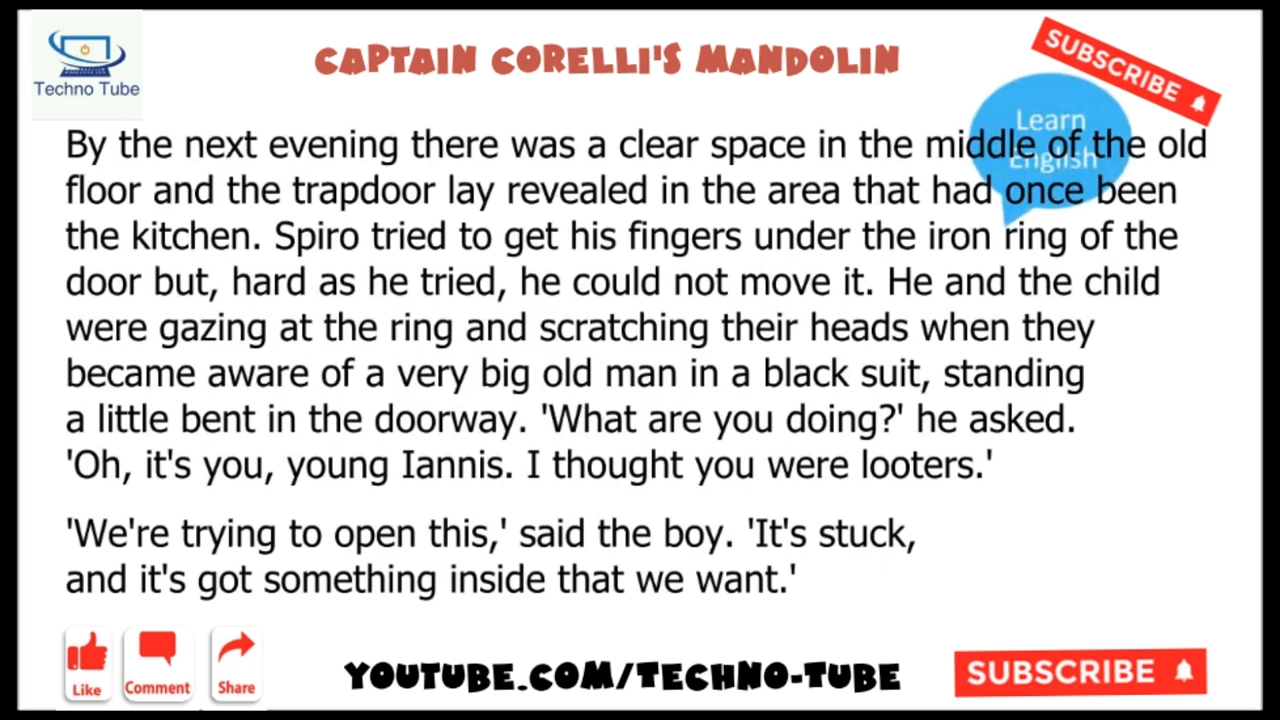 Techno Tube
CAPTAIN CORELLI'S MANDOLIN
SUBSCRIBE
Learn
English
By the next evening there was a clear space in the middle of the old
floor and the trapdoor lay revealed in the area that had once been
the kitchen. Spiro tried to get his fingers under the iron ring of the
door but, hard as he tried, he could not move it. He and the child
were gazing at the ring and scratching their heads when they
became aware of a very big old man in a black suit, standing
a little bent in the doorway. 'What are you doing?' he asked.
'Oh, it's you, young Iannis. I thought you were looters.'
'We're trying to open this,' said the boy. 'It's stuck,
and it's got something inside that we want.'
Like
Comment
Share
YOUTUBE.COM/TECHNO-TUBE
SUBSCRIBE